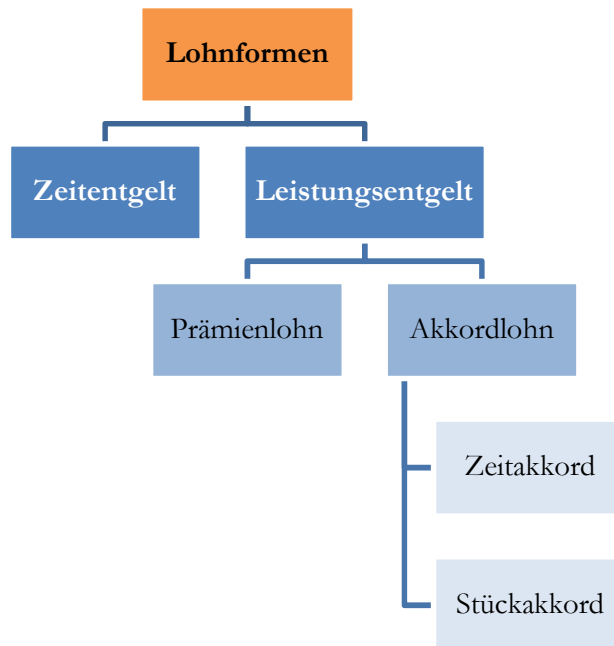 Lohnformen
Zeitentgelt
Leistungsentgelt
Prämienlohn
Akkordlohn
Zeitakkord
Stückakkord